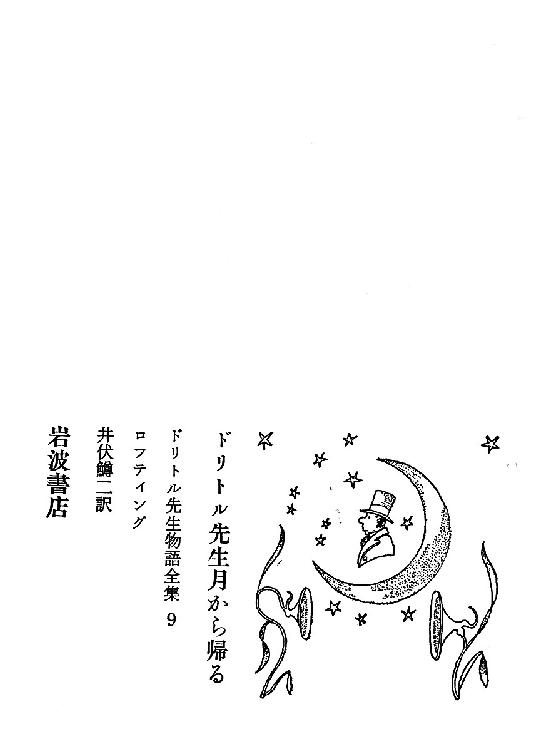 ドリトル先生月から帰る
ドリトル先生物語全集 9
ロフティング
井伏鱒二訳
岩波書店